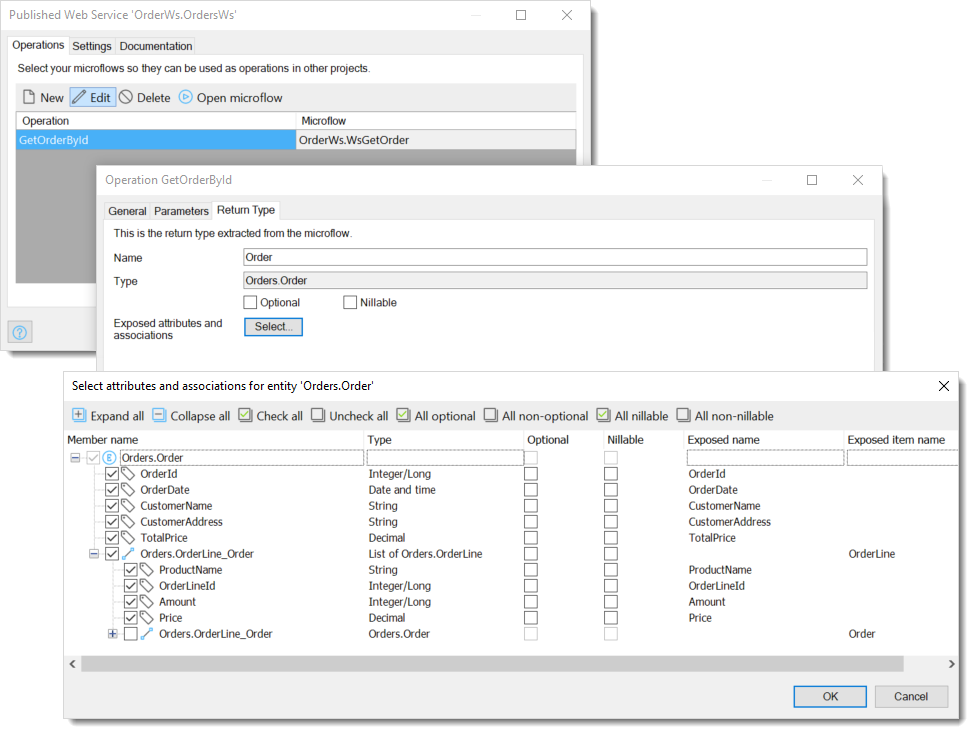 Published Web Service 'OrderWs.OrdersWs'
Operations Settings Documentation
Select your microflows so they can be used as operations in other projects.
New Edit Delete Open microflow
Operation Microflow
GetOrderById OrderWs.WsGetOrder
Operation GetOrderById
General Parameters Return Type
This is the return type extracted from the microflow.
Name Order
Type Orders.Order
Optional Nillable
Exposed attributes and
associations
Select...
Select attributes and associations for entity 'Orders.Order'
Expand all Collapse all Check all Uncheck all All optional All non-optional All nillable All non-nillable
Member name Type Optional Nillable Exposed name Exposed item name
E Orders.Order
OrderId Integer/Long OrderId
OrderDate Date and time OrderDate
CustomerName String CustomerName
CustomerAddress String CustomerAddress
TotalPrice Decimal TotalPrice
Orders.OrderLine_Order List of Orders.OrderLine OrderLine
ProductName String ProductName
OrderLineId Integer/Long OrderLineId
Amount Integer/Long Amount
Price Decimal Price
Orders.OrderLine_Order Orders.Order Order
OK Cancel